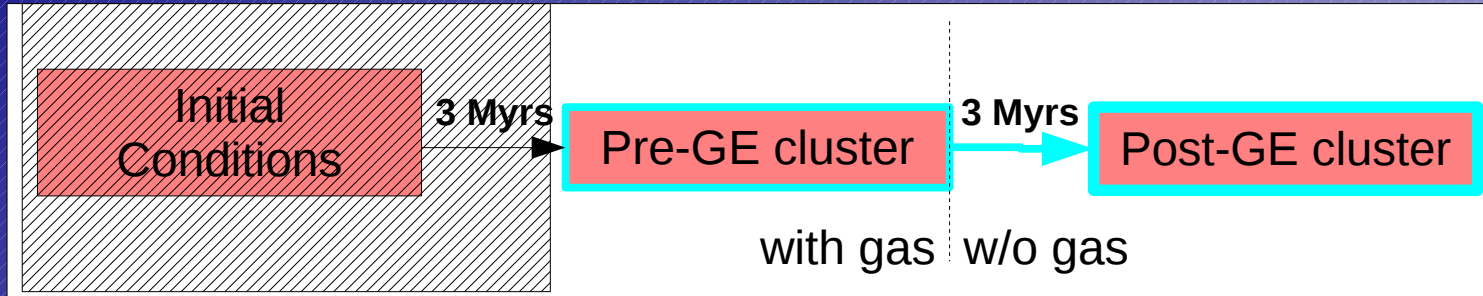 Initial
Conditions
3 Myrs
Pre-GE cluster
3 Myrs
Post-GE cluster
with gas
w/o gas